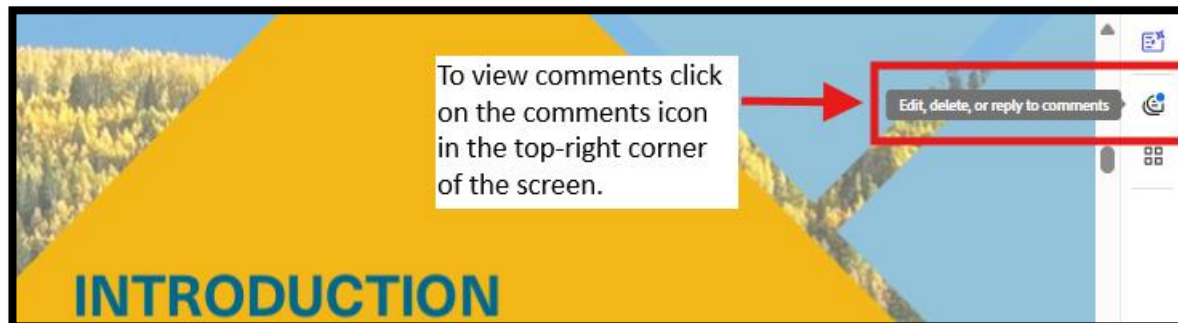 To view comments click
on the comments icon
in the top-right corner
of the screen.
Edit, delete, or reply to comments
INTRODUCTION